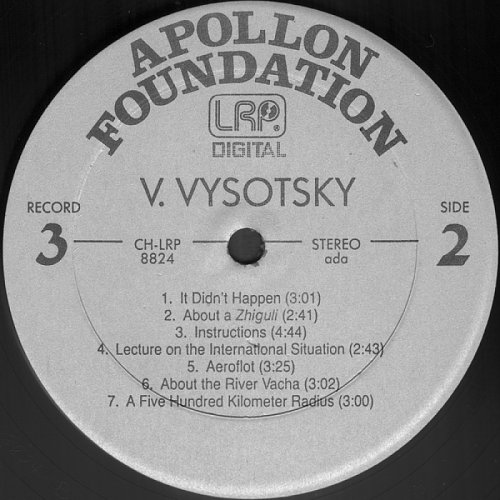 APOLLON
FOUNDATION
LRP.
DIGITAL
V. VYSOTSKY
RECORD
3
SIDE
2
CH-LRP
8824
STEREO
ada
1. It Didn't Happen (3:01)
2. About a Zhiguli (2:41)
3. Instructions (4:44)
4. Lecture on the International Situation (2:43)
5. Aeroflot (3:25)
6. About the River Vacha (3:02)
7. A Five Hundred Kilometer Radius (3:00)